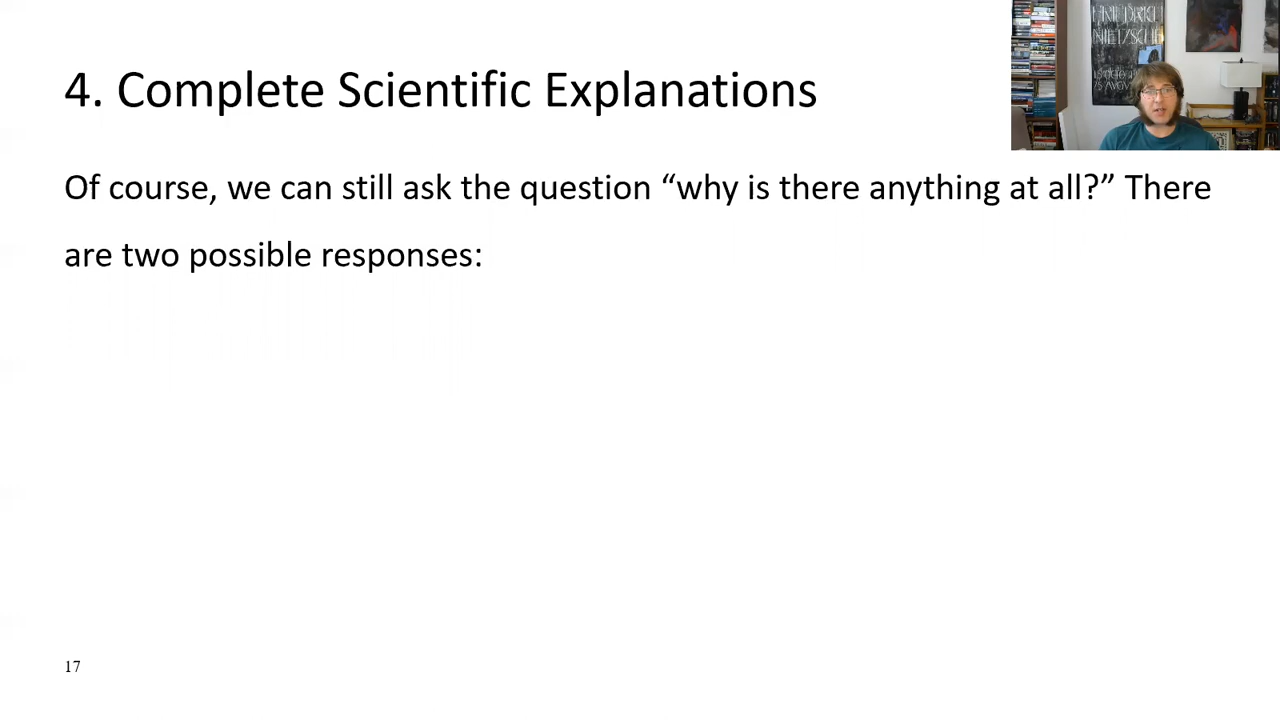 4. Complete Scientific Explanations
Of course, we can still ask the question “why is there anything at all?” There
are two possible responses:
NIETZSCHE
17